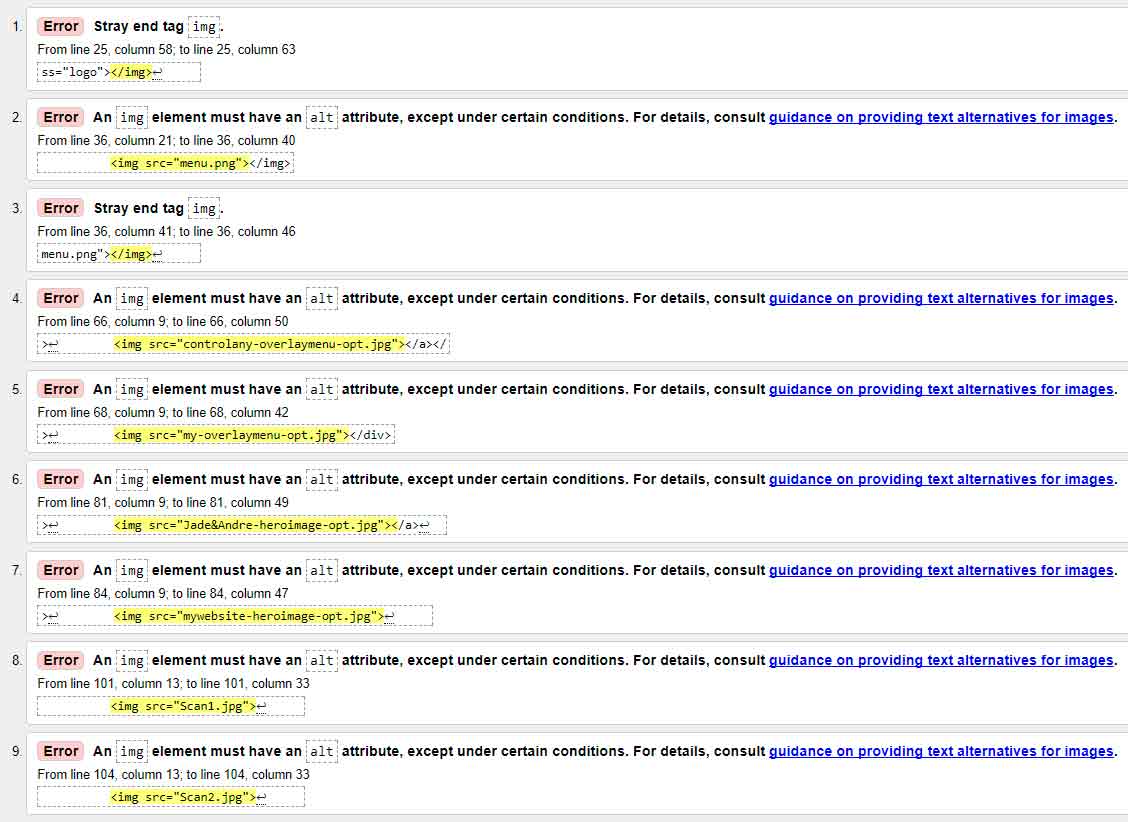 1. Error Stray end tag img.
From line 25, column 58; to line 25, column 63
ss="logo"></img>↩
2. Error An img element must have an alt attribute, except under certain conditions. For details, consult guidance on providing text alternatives for images.
From line 36, column 21; to line 36, column 40
<img src="menu.png"></img>
3. Error Stray end tag img.
From line 36, column 41; to line 36, column 46
menu.png"></img>↩
4. Error An img element must have an alt attribute, except under certain conditions. For details, consult guidance on providing text alternatives for images.
From line 66, column 9; to line 66, column 50
>↩ <img src="controlany-overlaymenu-opt.jpg"></a></
5. Error An img element must have an alt attribute, except under certain conditions. For details, consult guidance on providing text alternatives for images.
From line 68, column 9; to line 68, column 42
>↩ <img src="my-overlaymenu-opt.jpg"></div>
6. Error An img element must have an alt attribute, except under certain conditions. For details, consult guidance on providing text alternatives for images.
From line 81, column 9; to line 81, column 49
>↩ <img src="Jade&Andre-heroimage-opt.jpg"></a>↩
7. Error An img element must have an alt attribute, except under certain conditions. For details, consult guidance on providing text alternatives for images.
From line 84, column 9; to line 84, column 47
>↩ <img src="mywebsite-heroimage-opt.jpg">↩
8. Error An img element must have an alt attribute, except under certain conditions. For details, consult guidance on providing text alternatives for images.
From line 101, column 13; to line 101, column 33
<img src="Scan1.jpg">↩
9. Error An img element must have an alt attribute, except under certain conditions. For details, consult guidance on providing text alternatives for images.
From line 104, column 13; to line 104, column 33
<img src="Scan2.jpg">↩